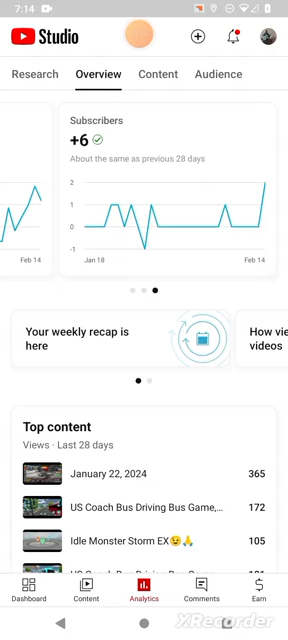 7:14
Studio
Research Overview Content Audience
Subscribers
+6
About the same as previous 28 days
2
1
0
-1
Feb 14
Jan 18
Feb 14
Your weekly recap is
here
How vie
videos
Top content
Views · Last 28 days
January 22, 2024 365
US Coach Bus Driving Bus Game,... 172
Idle Monster Storm EX😉🙏 105
Dashboard Content Analytics Comments Earn
XRecorder